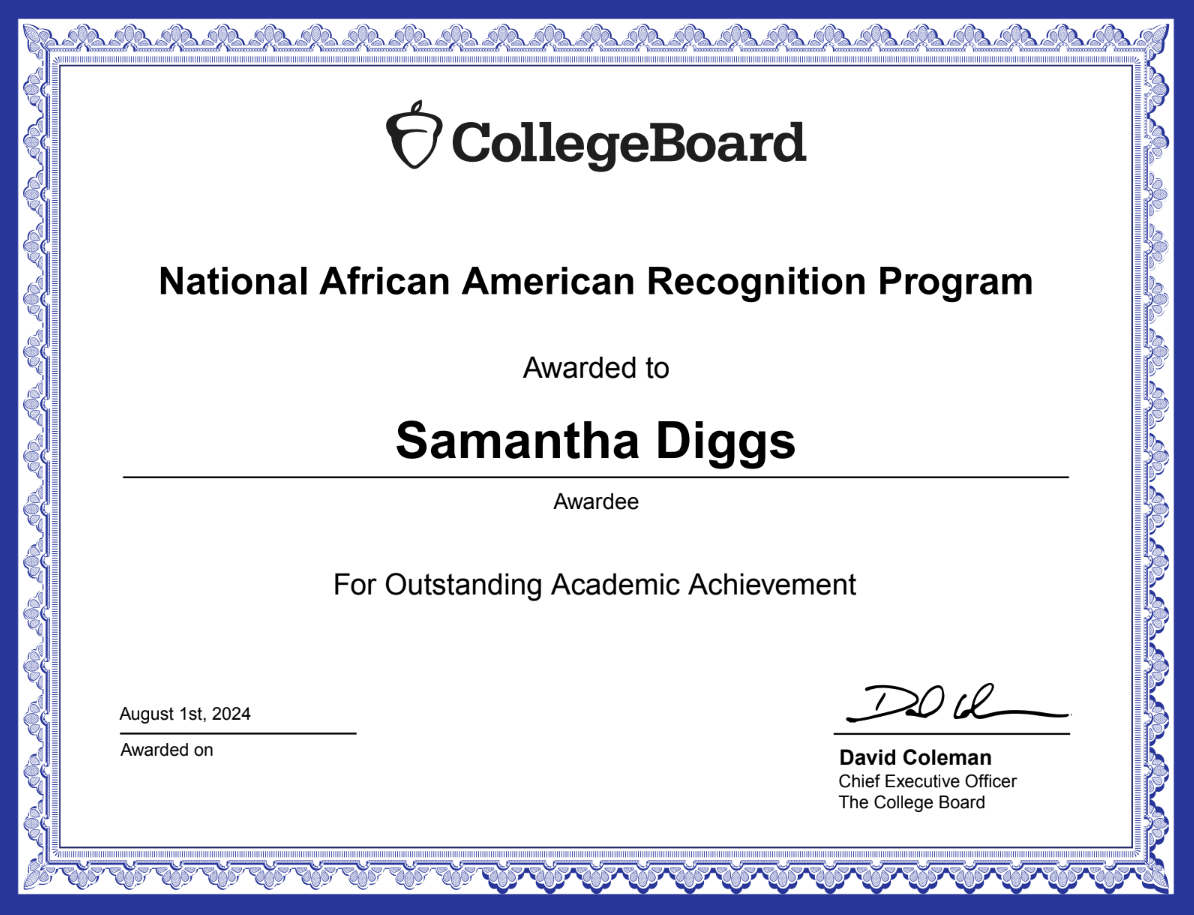 CollegeBoard
National African American Recognition Program
Awarded to
Samantha Diggs
Awardee
For Outstanding Academic Achievement
August 1st, 2024
Awarded on
David Coleman
Chief Executive Officer
The College Board